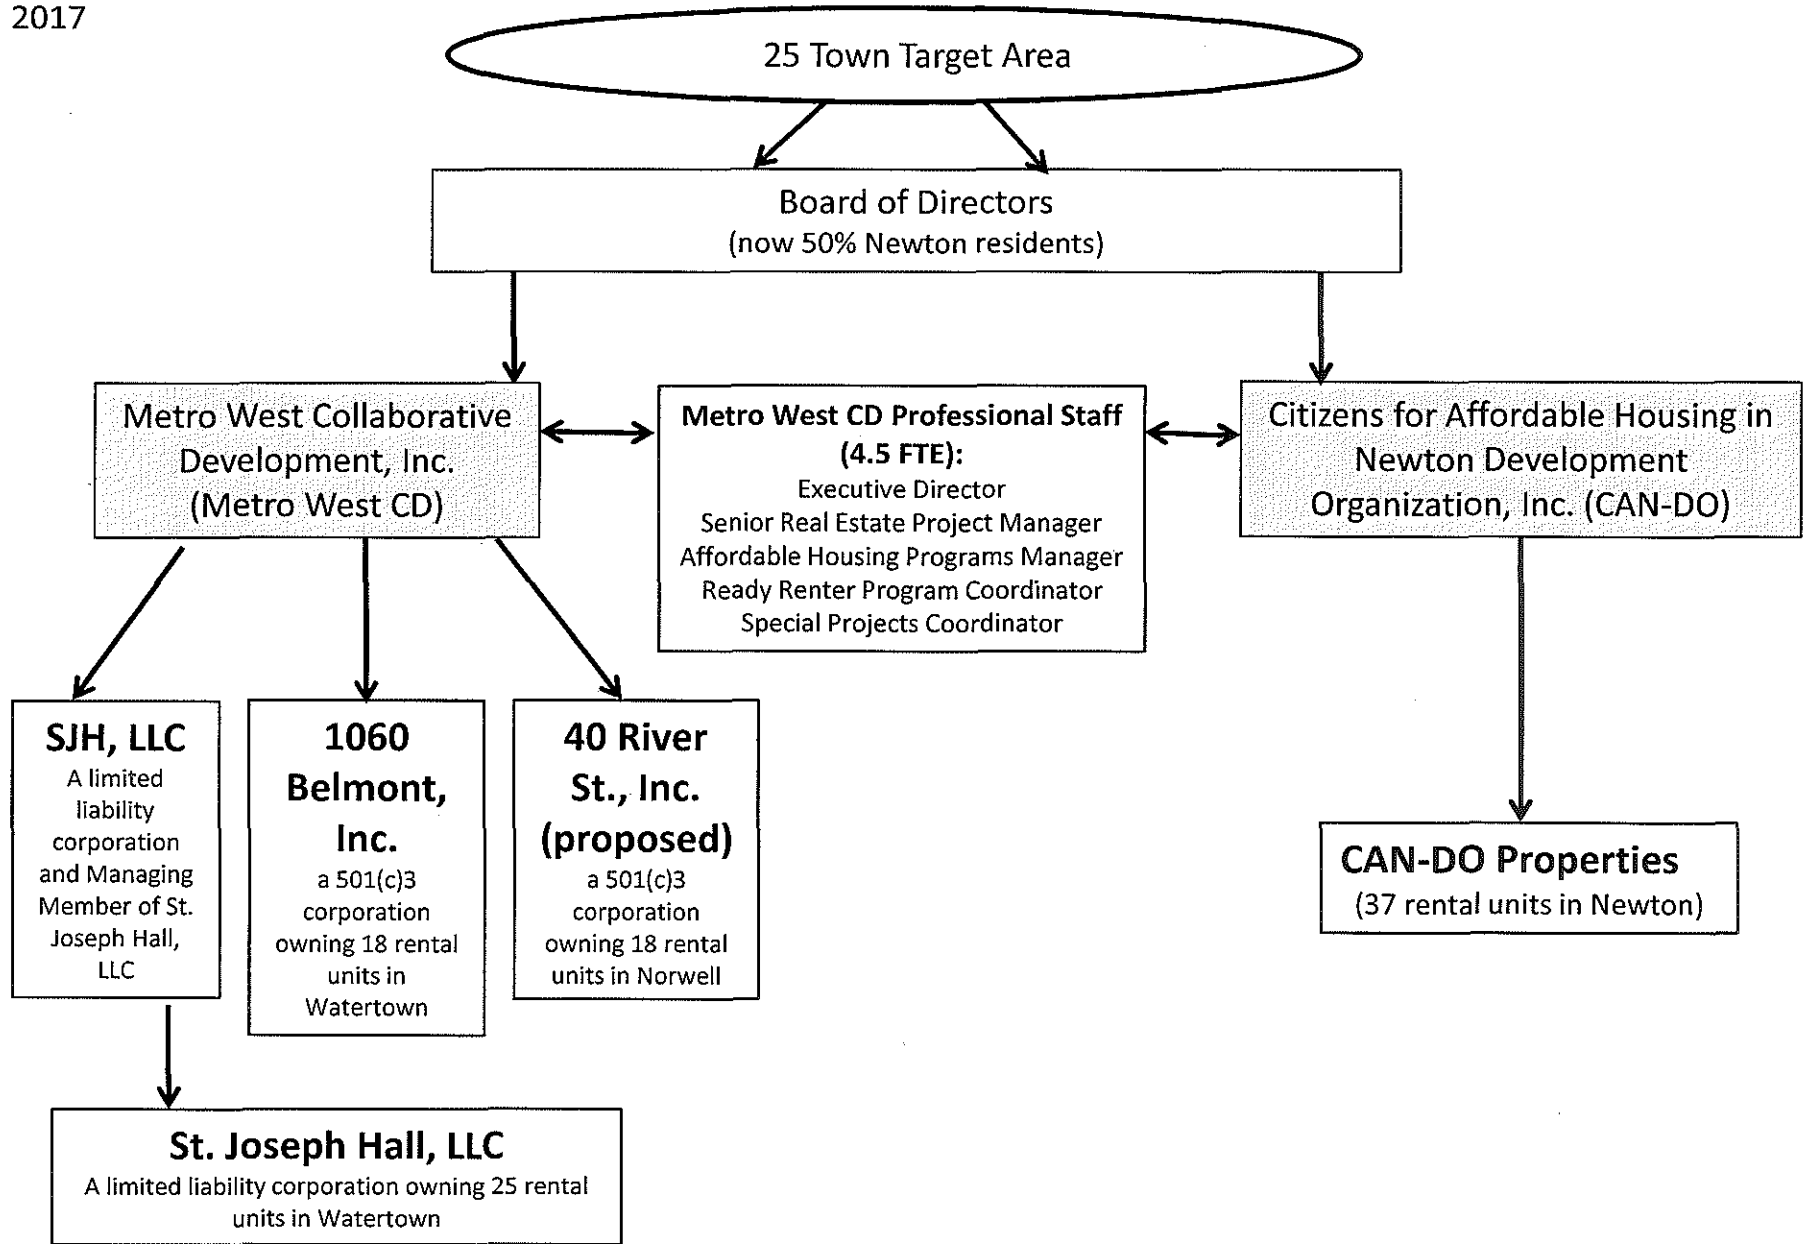 2017
25 Town Target Area
Board of Directors
(now 50% Newton residents)
Metro West Collaborative
Development, Inc.
(Metro West CD)
Metro West CD Professional Staff
(4.5 FTE):
Executive Director
Senior Real Estate Project Manager
Affordable Housing Programs Manager
Ready Renter Program Coordinator
Special Projects Coordinator
Citizens for Affordable Housing in
Newton Development
Organization, Inc. (CAN-DO)
SJH, LLC
A limited
liability
corporation
and Managing
Member of St.
Joseph Hall,
LLC
1060
Belmont,
Inc.
a 501(c)3
corporation
owning 18 rental
units in
Watertown
40 River
St., Inc.
(proposed)
a 501(c)3
corporation
owning 18 rental
units in Norwell
CAN-DO Properties
(37 rental units in Newton)
St. Joseph Hall, LLC
A limited liability corporation owning 25 rental
units in Watertown